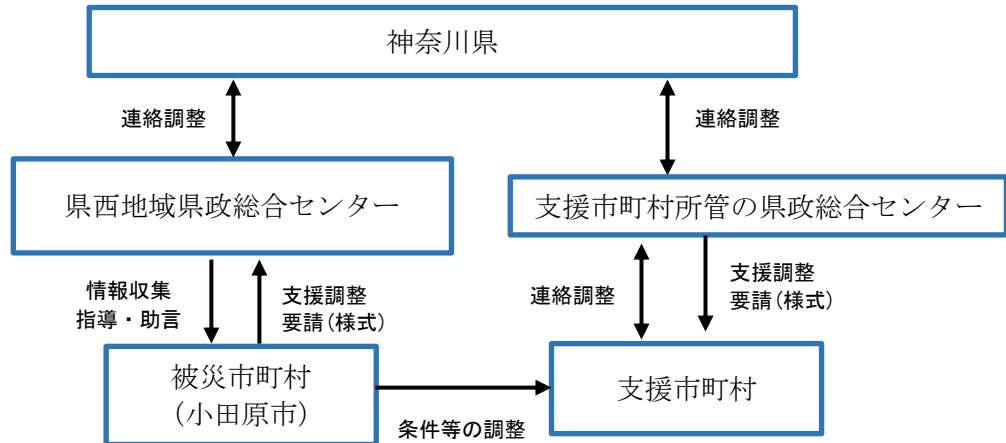 神奈川県
連絡調整
連絡調整
県西地域県政総合センター
支援市町村所管の県政総合センター
情報収集
指導・助言
支援調整
要請(様式)
連絡調整
支援調整
要請(様式)
被災市町村
(小田原市)
条件等の調整
支援市町村